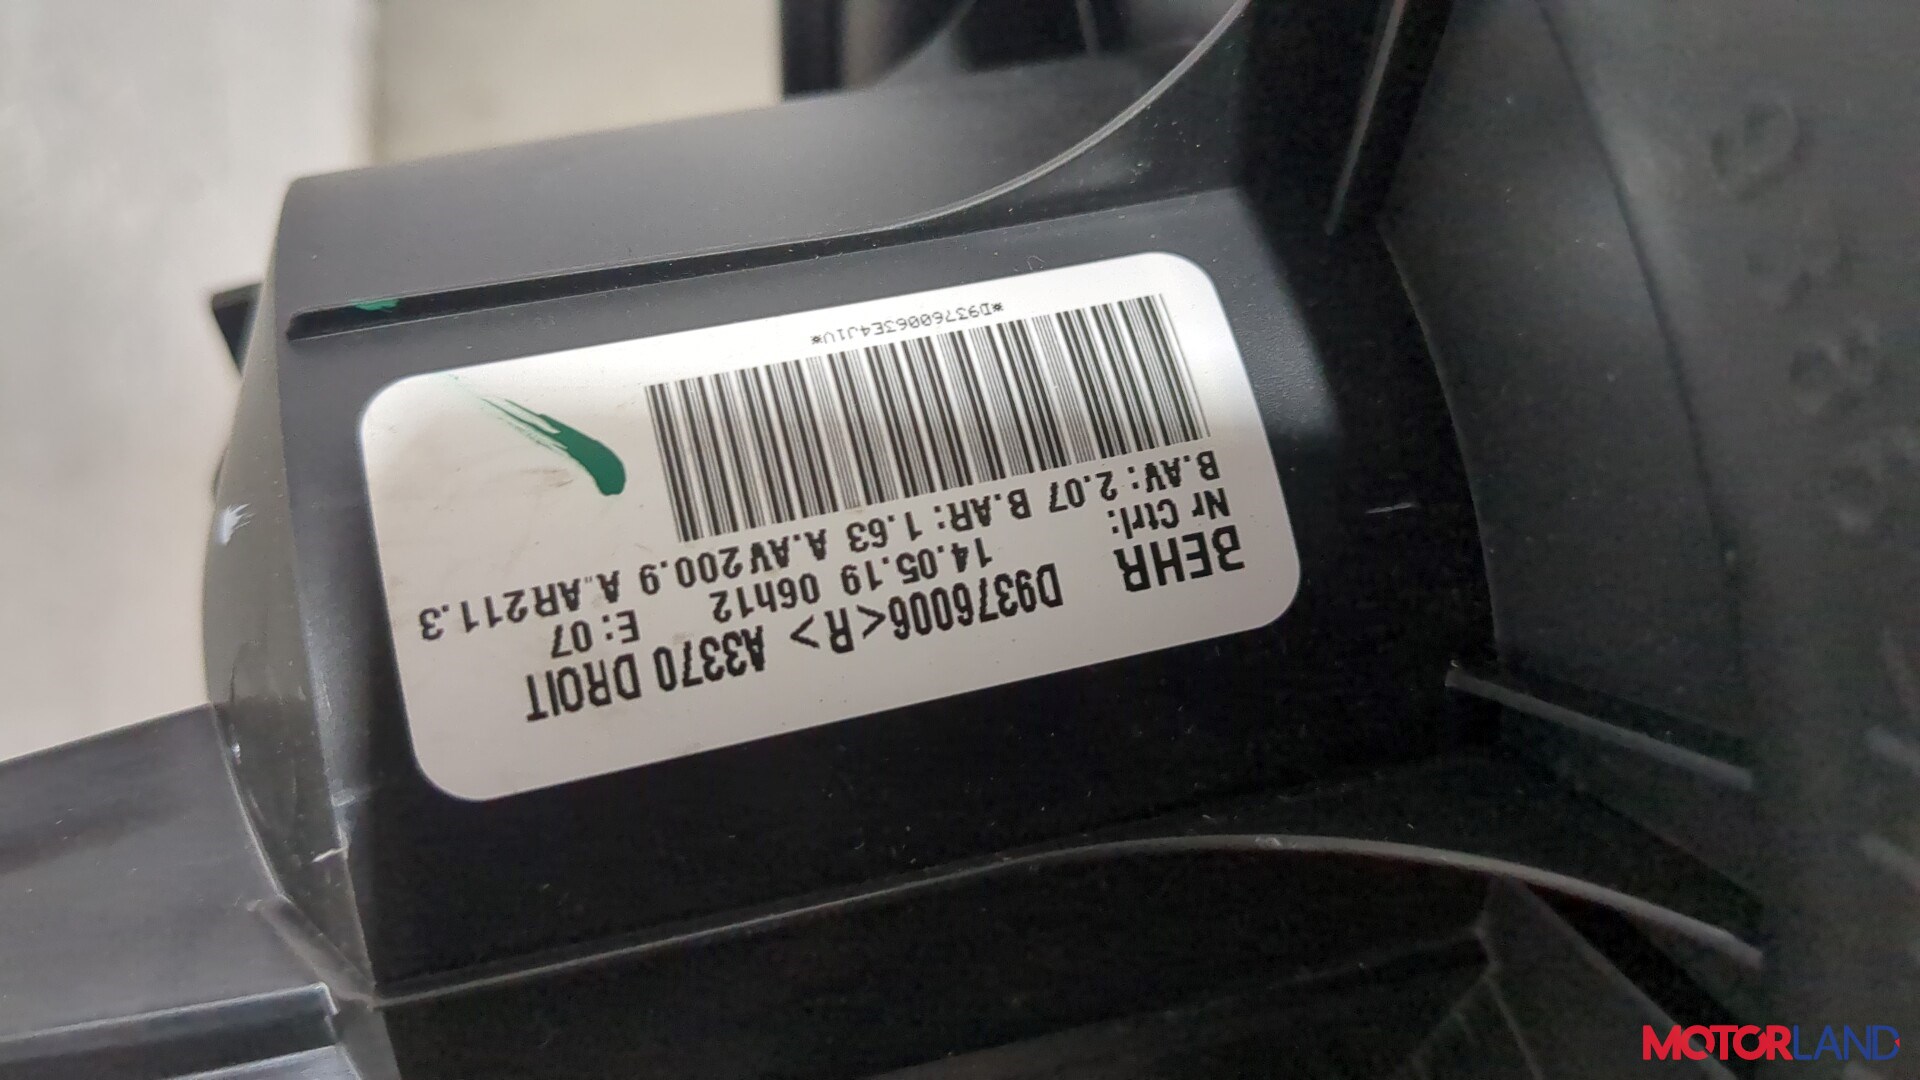 BEHR D9376006<R> A3370 DROIT
Nr Ctrl: 14.05.19 06h12 E:07
B.AV:2.07 B.AR:1.63 A.AV200.9 A.AR211.3
*D93760063E4J1V*
MOTORLAND